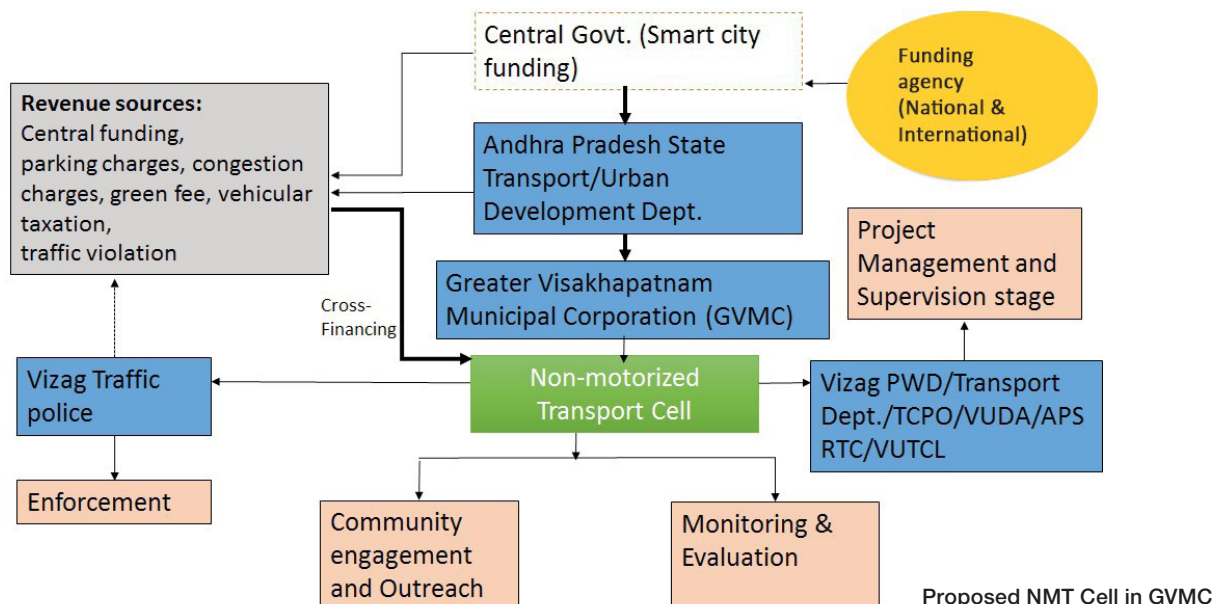 Central Govt. (Smart city
funding)
Funding
agency
(National &
International)
Revenue sources:
Central funding,
parking charges, congestion
charges, green fee, vehicular
taxation,
traffic violation
Andhra Pradesh State
Transport/Urban
Development Dept.
Project
Management and
Supervision stage
Greater Visakhapatnam
Municipal Corporation (GVMC)
Cross-
Financing
Vizag Traffic
police
Non-motorized
Transport Cell
Vizag PWD/Transport
Dept./TCPO/VUDA/APS
RTC/VUTCL
Enforcement
Community
engagement
and Outreach
Monitoring &
Evaluation
Proposed NMT Cell in GVMC